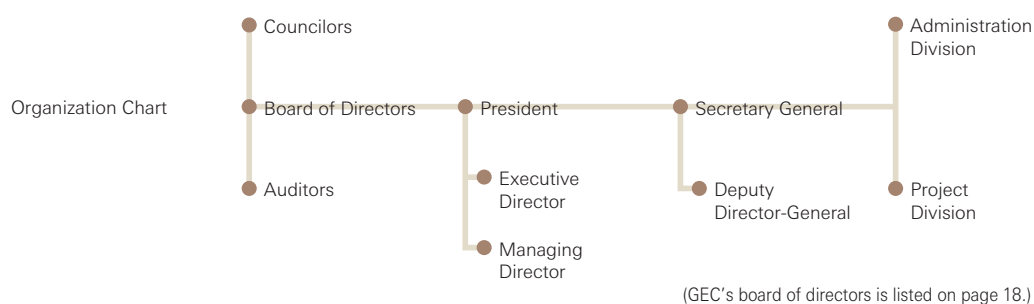 Councilors
Administration
Division
Organization Chart
Board of Directors
President
Secretary General
Auditors
Executive
Director
Deputy
Director-General
Project
Division
Managing
Director
(GEC's board of directors is listed on page 18.)